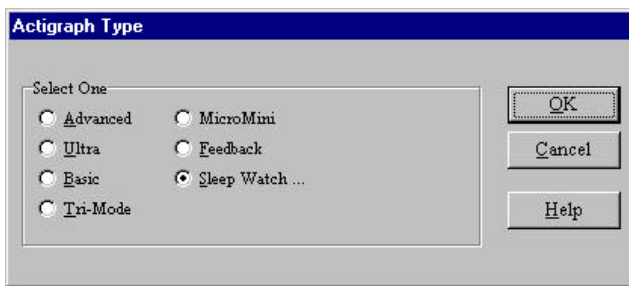 Actigraph Type
Select One
Advanced
Ultra
Basic
Tri-Mode
MicroMini
Feedback
Sleep Watch ...
OK
Cancel
Help